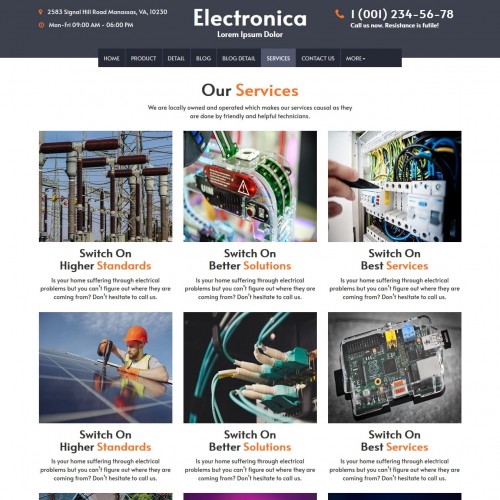 2583 Signal Hill Road Manassas, VA, 10230
Mon-Fri 09:00 AM - 06:00 PM
Electronica
Lorem Ipsum Dolor
1 (001) 234-56-78
Call us now. Resistance is futile!
HOME PRODUCT DETAIL BLOG BLOG DETAIL SERVICES CONTACT US MORE
Our Services
We are locally owned and operated which makes our services causal as they
are done by friendly and helpful technicians.
Switch On
Higher Standards
Is your home suffering through electrical
problems but you can't figure out where they are
coming from? Don't hesitate to call us.
Switch On
Better Solutions
Is your home suffering through electrical
problems but you can't figure out where they are
coming from? Don't hesitate to call us.
Switch On
Best Services
Is your home suffering through electrical
problems but you can't figure out where they are
coming from? Don't hesitate to call us.
Switch On
Higher Standards
Is your home suffering through electrical
problems but you can't figure out where they are
coming from? Don't hesitate to call us.
Switch On
Better Solutions
Is your home suffering through electrical
problems but you can't figure out where they are
coming from? Don't hesitate to call us.
Switch On
Best Services
Is your home suffering through electrical
problems but you can't figure out where they are
coming from? Don't hesitate to call us.